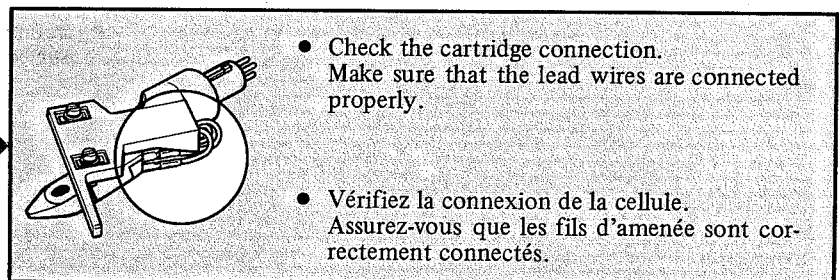 ● Check the cartridge connection.
Make sure that the lead wires are connected
properly.
● Vérifiez la connexion de la cellule.
Assurez-vous que les fils d'amenée sont cor-
rectement connectés.